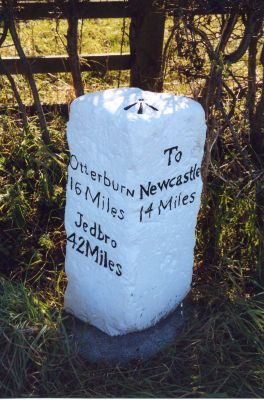 Otterburn
16 Miles
Jedbro
42 Miles
To
Newcastle
14 Miles